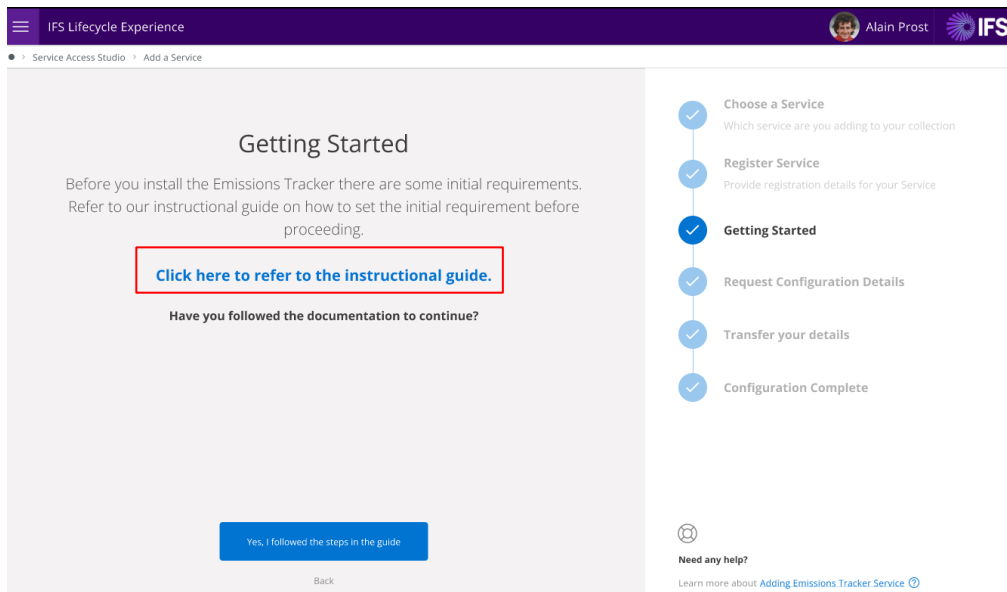 IFS Lifecycle Experience
Alain Prost
IFS
Service Access Studio > Add a Service
Getting Started
Before you install the Emissions Tracker there are some initial requirements.
Refer to our instructional guide on how to set the initial requirement before
proceeding.
Click here to refer to the instructional guide.
Have you followed the documentation to continue?
Yes, I followed the steps in the guide
Back
Choose a Service
Which service are you adding to your collection
Register Service
Provide registration details for your Service
Getting Started
Request Configuration Details
Transfer your details
Configuration Complete
Need any help?
Learn more about Adding Emissions Tracker Service ?